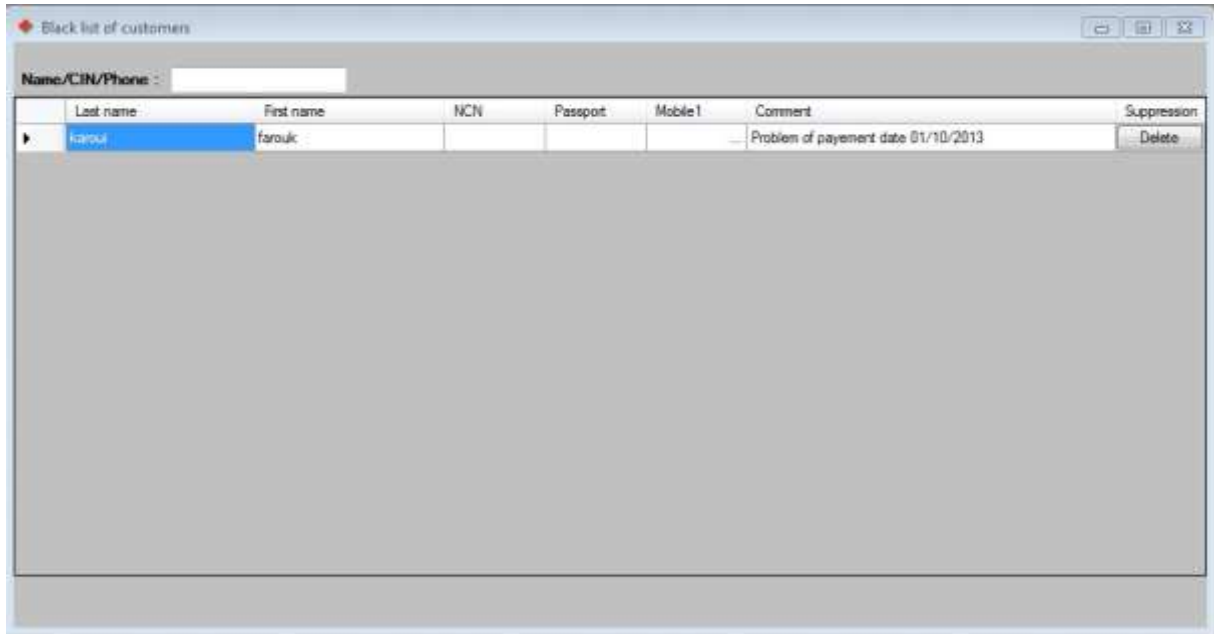 Black list of customers
Name/CIN/Phone :
Last name First name NCN Passport Mobile1 Comment Suppression
karoui farouk ... Problem of payement date 01/10/2013 Delete